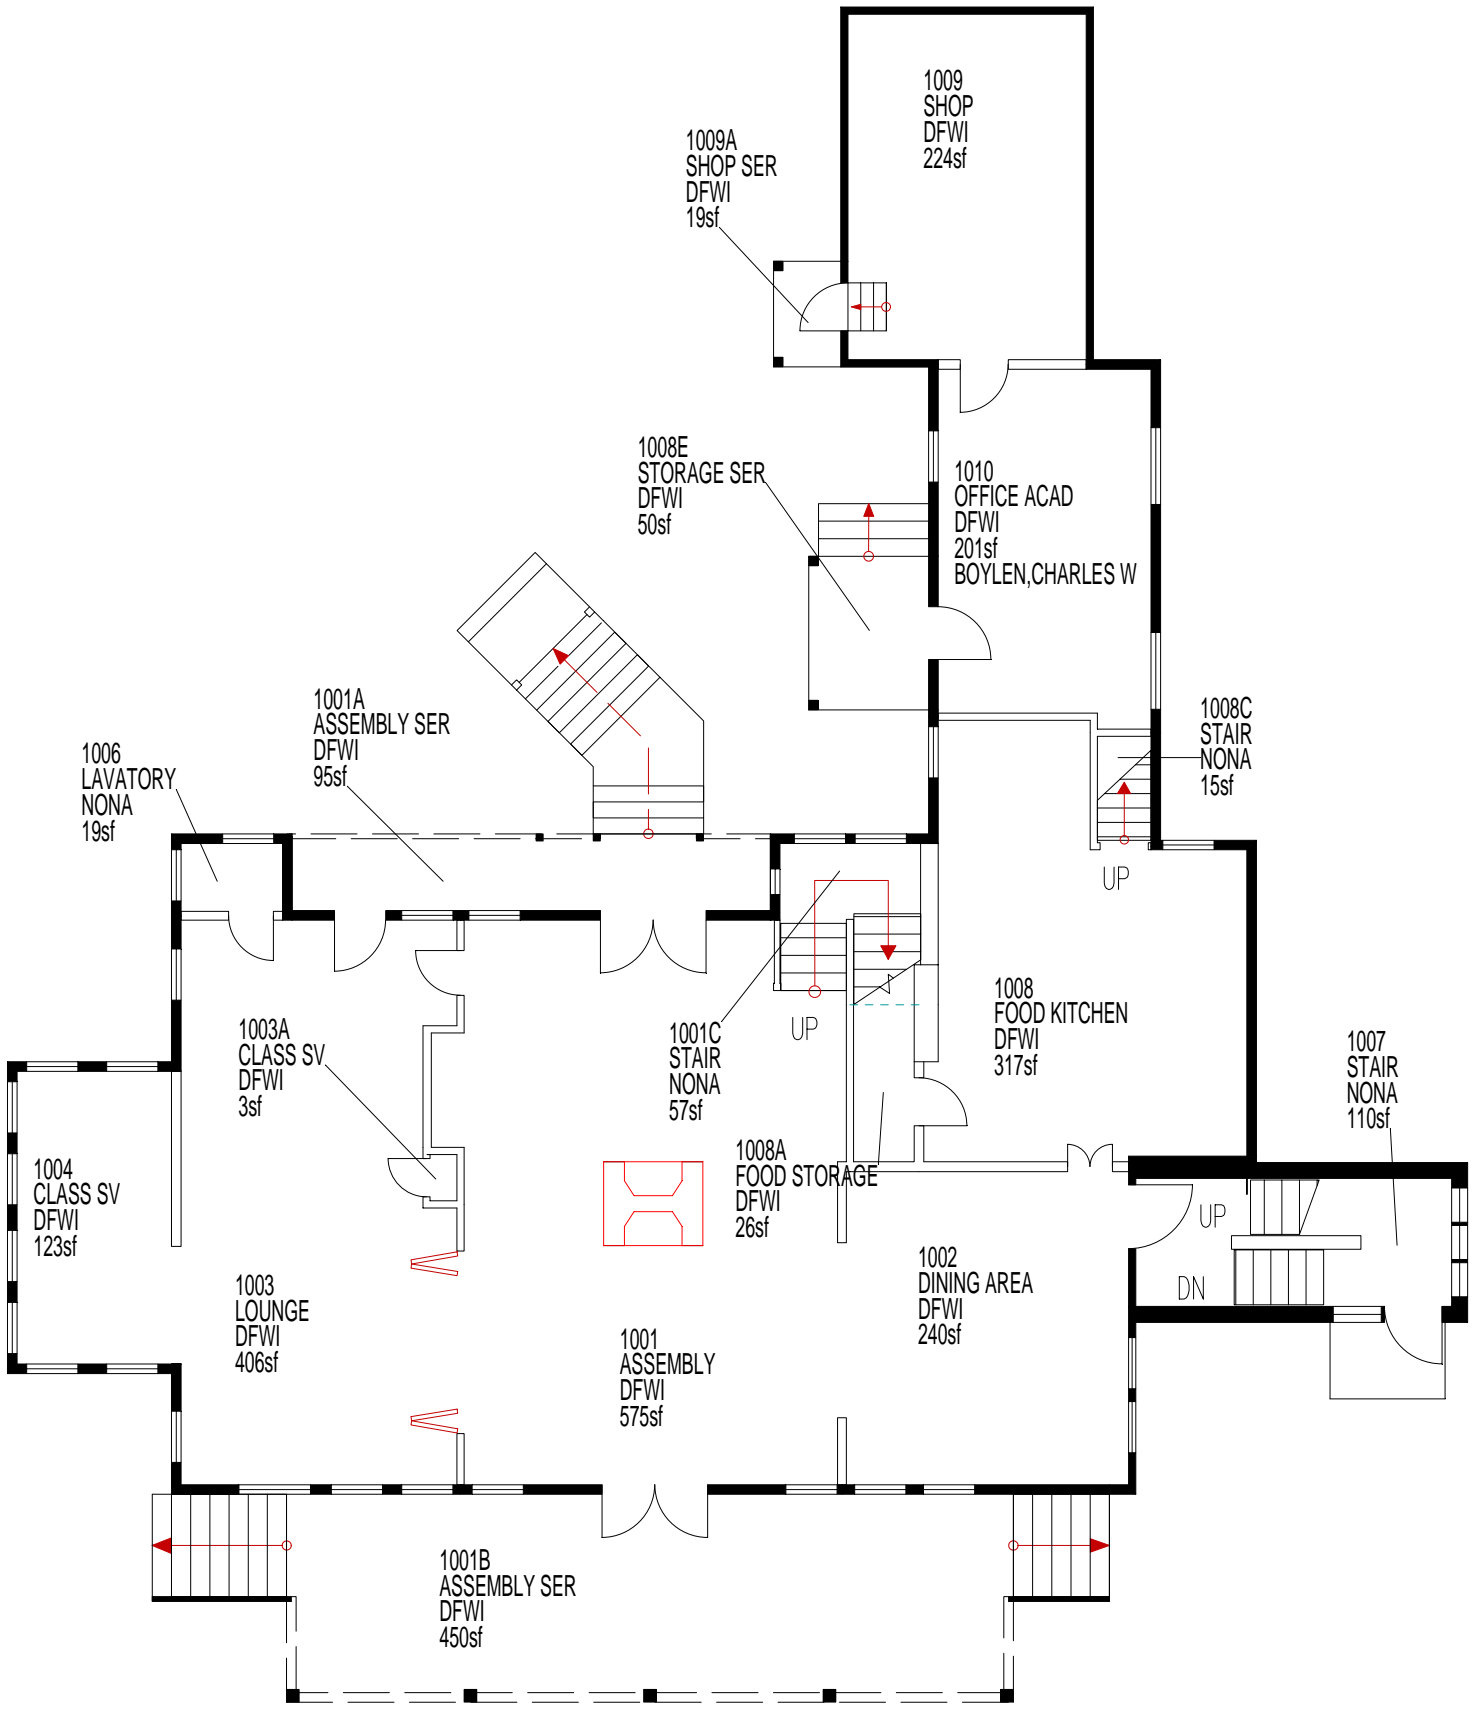 1009
SHOP
DFWI
224sf
1009A
SHOP SER
DFWI
19sf
1008E
STORAGE SER
DFWI
50sf
1010
OFFICE ACAD
DFWI
201sf
BOYLEN,CHARLES W
1001A
ASSEMBLY SER
DFWI
95sf
1008C
STAIR
NONA
15sf
1006
LAVATORY
NONA
19sf
UP
1003A
CLASS SV
DFWI
3sf
UP
1001C
STAIR
NONA
57sf
1008
FOOD KITCHEN
DFWI
317sf
1007
STAIR
NONA
110sf
1004
CLASS SV
DFWI
123sf
1008A
FOOD STORAGE
DFWI
26sf
UP
DN
1003
LOUNGE
DFWI
406sf
1002
DINING AREA
DFWI
240sf
1001
ASSEMBLY
DFWI
575sf
1001B
ASSEMBLY SER
DFWI
450sf